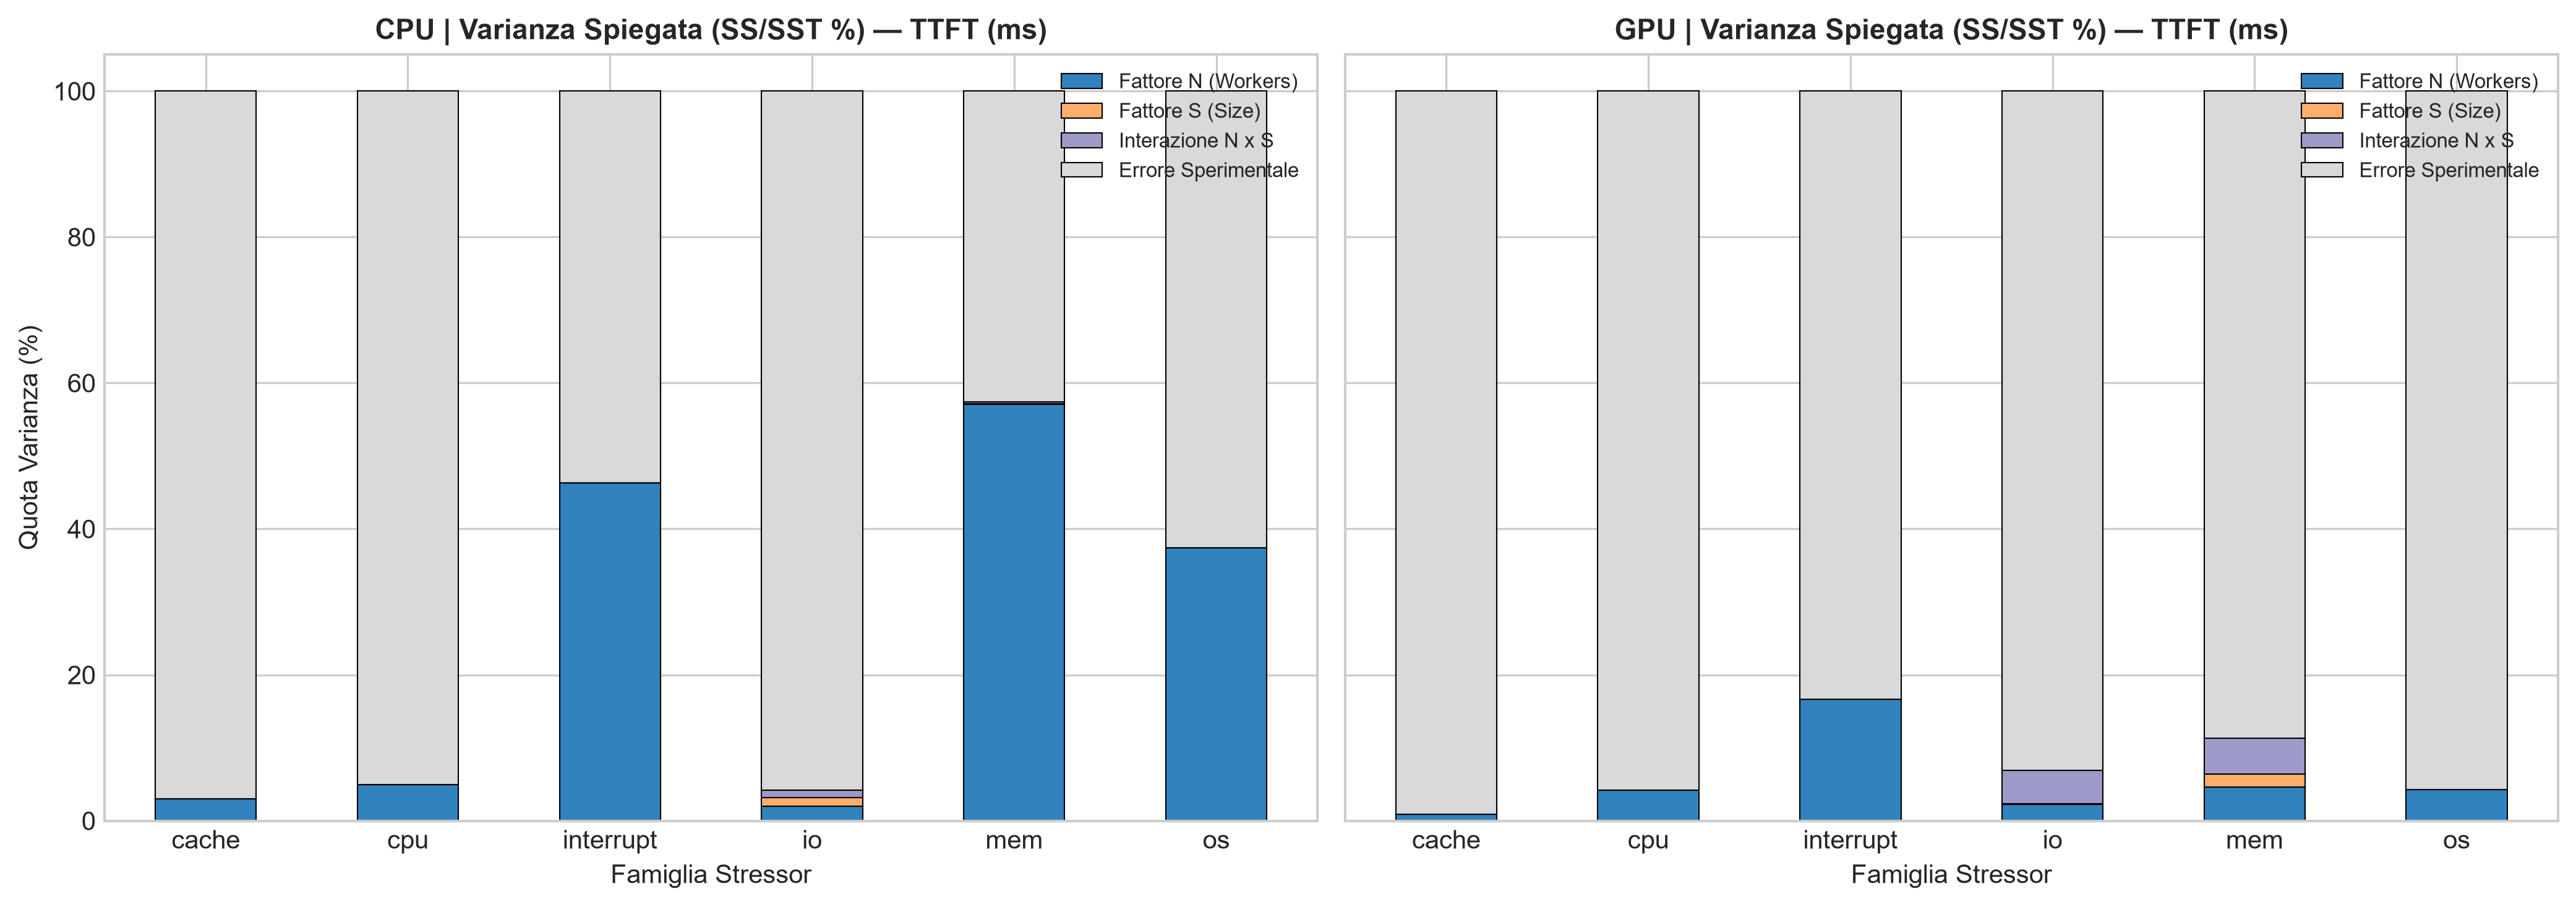 CPU | Varianza Spiegata (SS/SST %) — TTFT (ms)
Quota Varianza (%)
100
80
60
40
20
0
Fattore N (Workers)
Fattore S (Size)
Interazione N x S
Errore Sperimentale
cache cpu interrupt io mem os
Famiglia Stressor
GPU | Varianza Spiegata (SS/SST %) — TTFT (ms)
Fattore N (Workers)
Fattore S (Size)
Interazione N x S
Errore Sperimentale
cache cpu interrupt io mem os
Famiglia Stressor